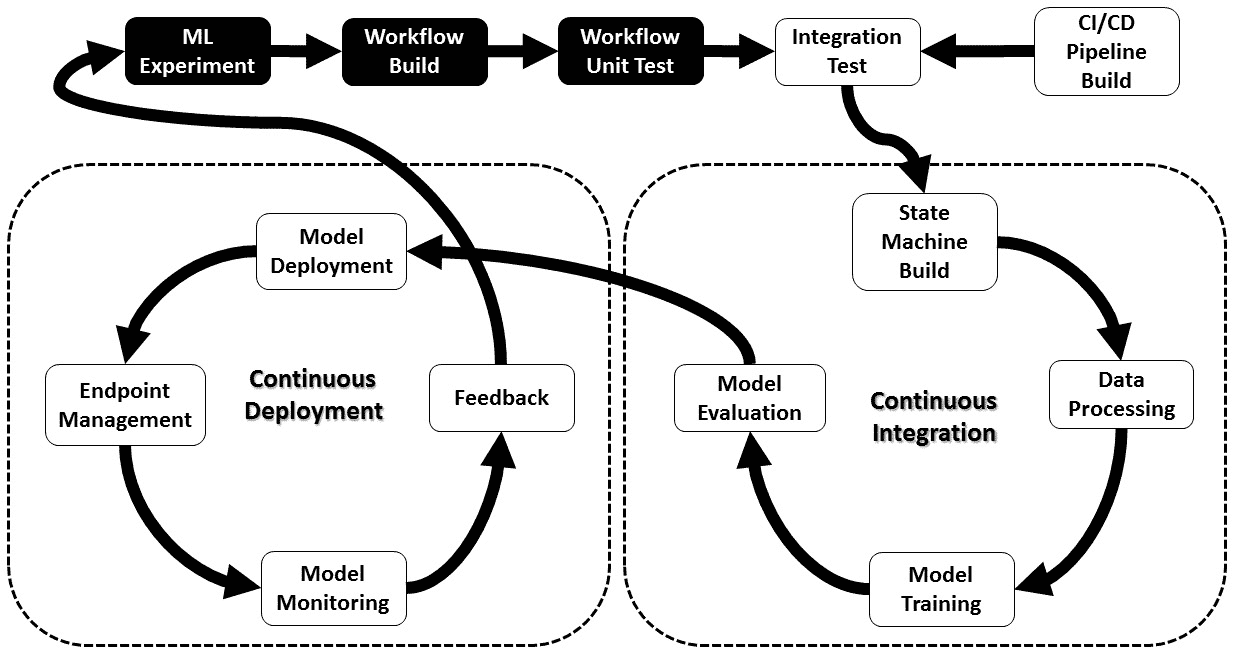 ML
Experiment
Workflow
Build
Workflow
Unit Test
Integration
Test
CI/CD
Pipeline
Build
Model
Deployment
Endpoint
Management
Continuous
Deployment
Feedback
Model
Monitoring
State
Machine
Build
Model
Evaluation
Continuous
Integration
Data
Processing
Model
Training